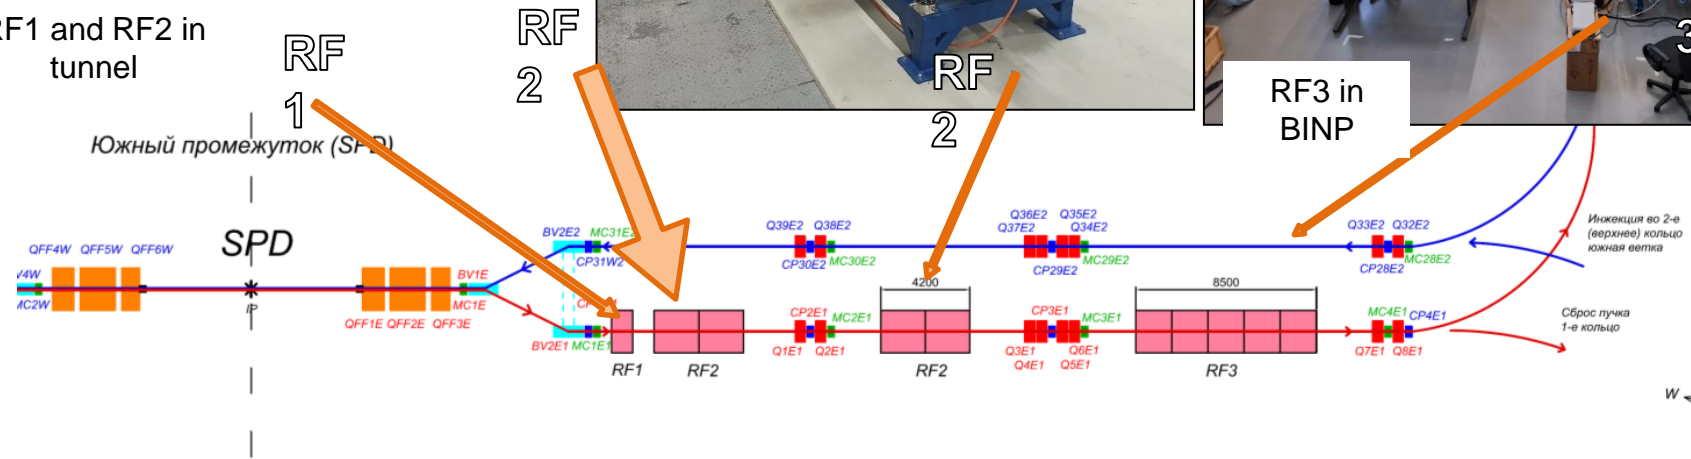 RF1 and RF2 in
tunnel
RF
1
RF
2
RF
2
RF3 in
BINP
3
Южный промежуток (SPD)
SPD
IP
QFF4W QFF5W QFF6W
V4W
MC2W
BV1E
MC1E
QFF1E QFF2E QFF3E
BV2E2 MC31E2
CP31W2
BV2E1 MC1E1
Q39E2 Q38E2
CP30E2 MC30E2
Q36E2 Q35E2
Q37E2 Q34E2
CP29E2 MC29E2
Q33E2 Q32E2
CP28E2 MC28E2
Инжекция во 2-е
(верхнее) кольцо
южная ветка
4200
8500
CP2E1 MC2E1
Q1E1 Q2E1
CP3E1 MC3E1
Q3E1 Q6E1
Q4E1 Q5E1
MC4E1 CP4E1
Q7E1 Q8E1
Сброс пучка
1-е кольцо
RF1 RF2 RF2 RF3
W